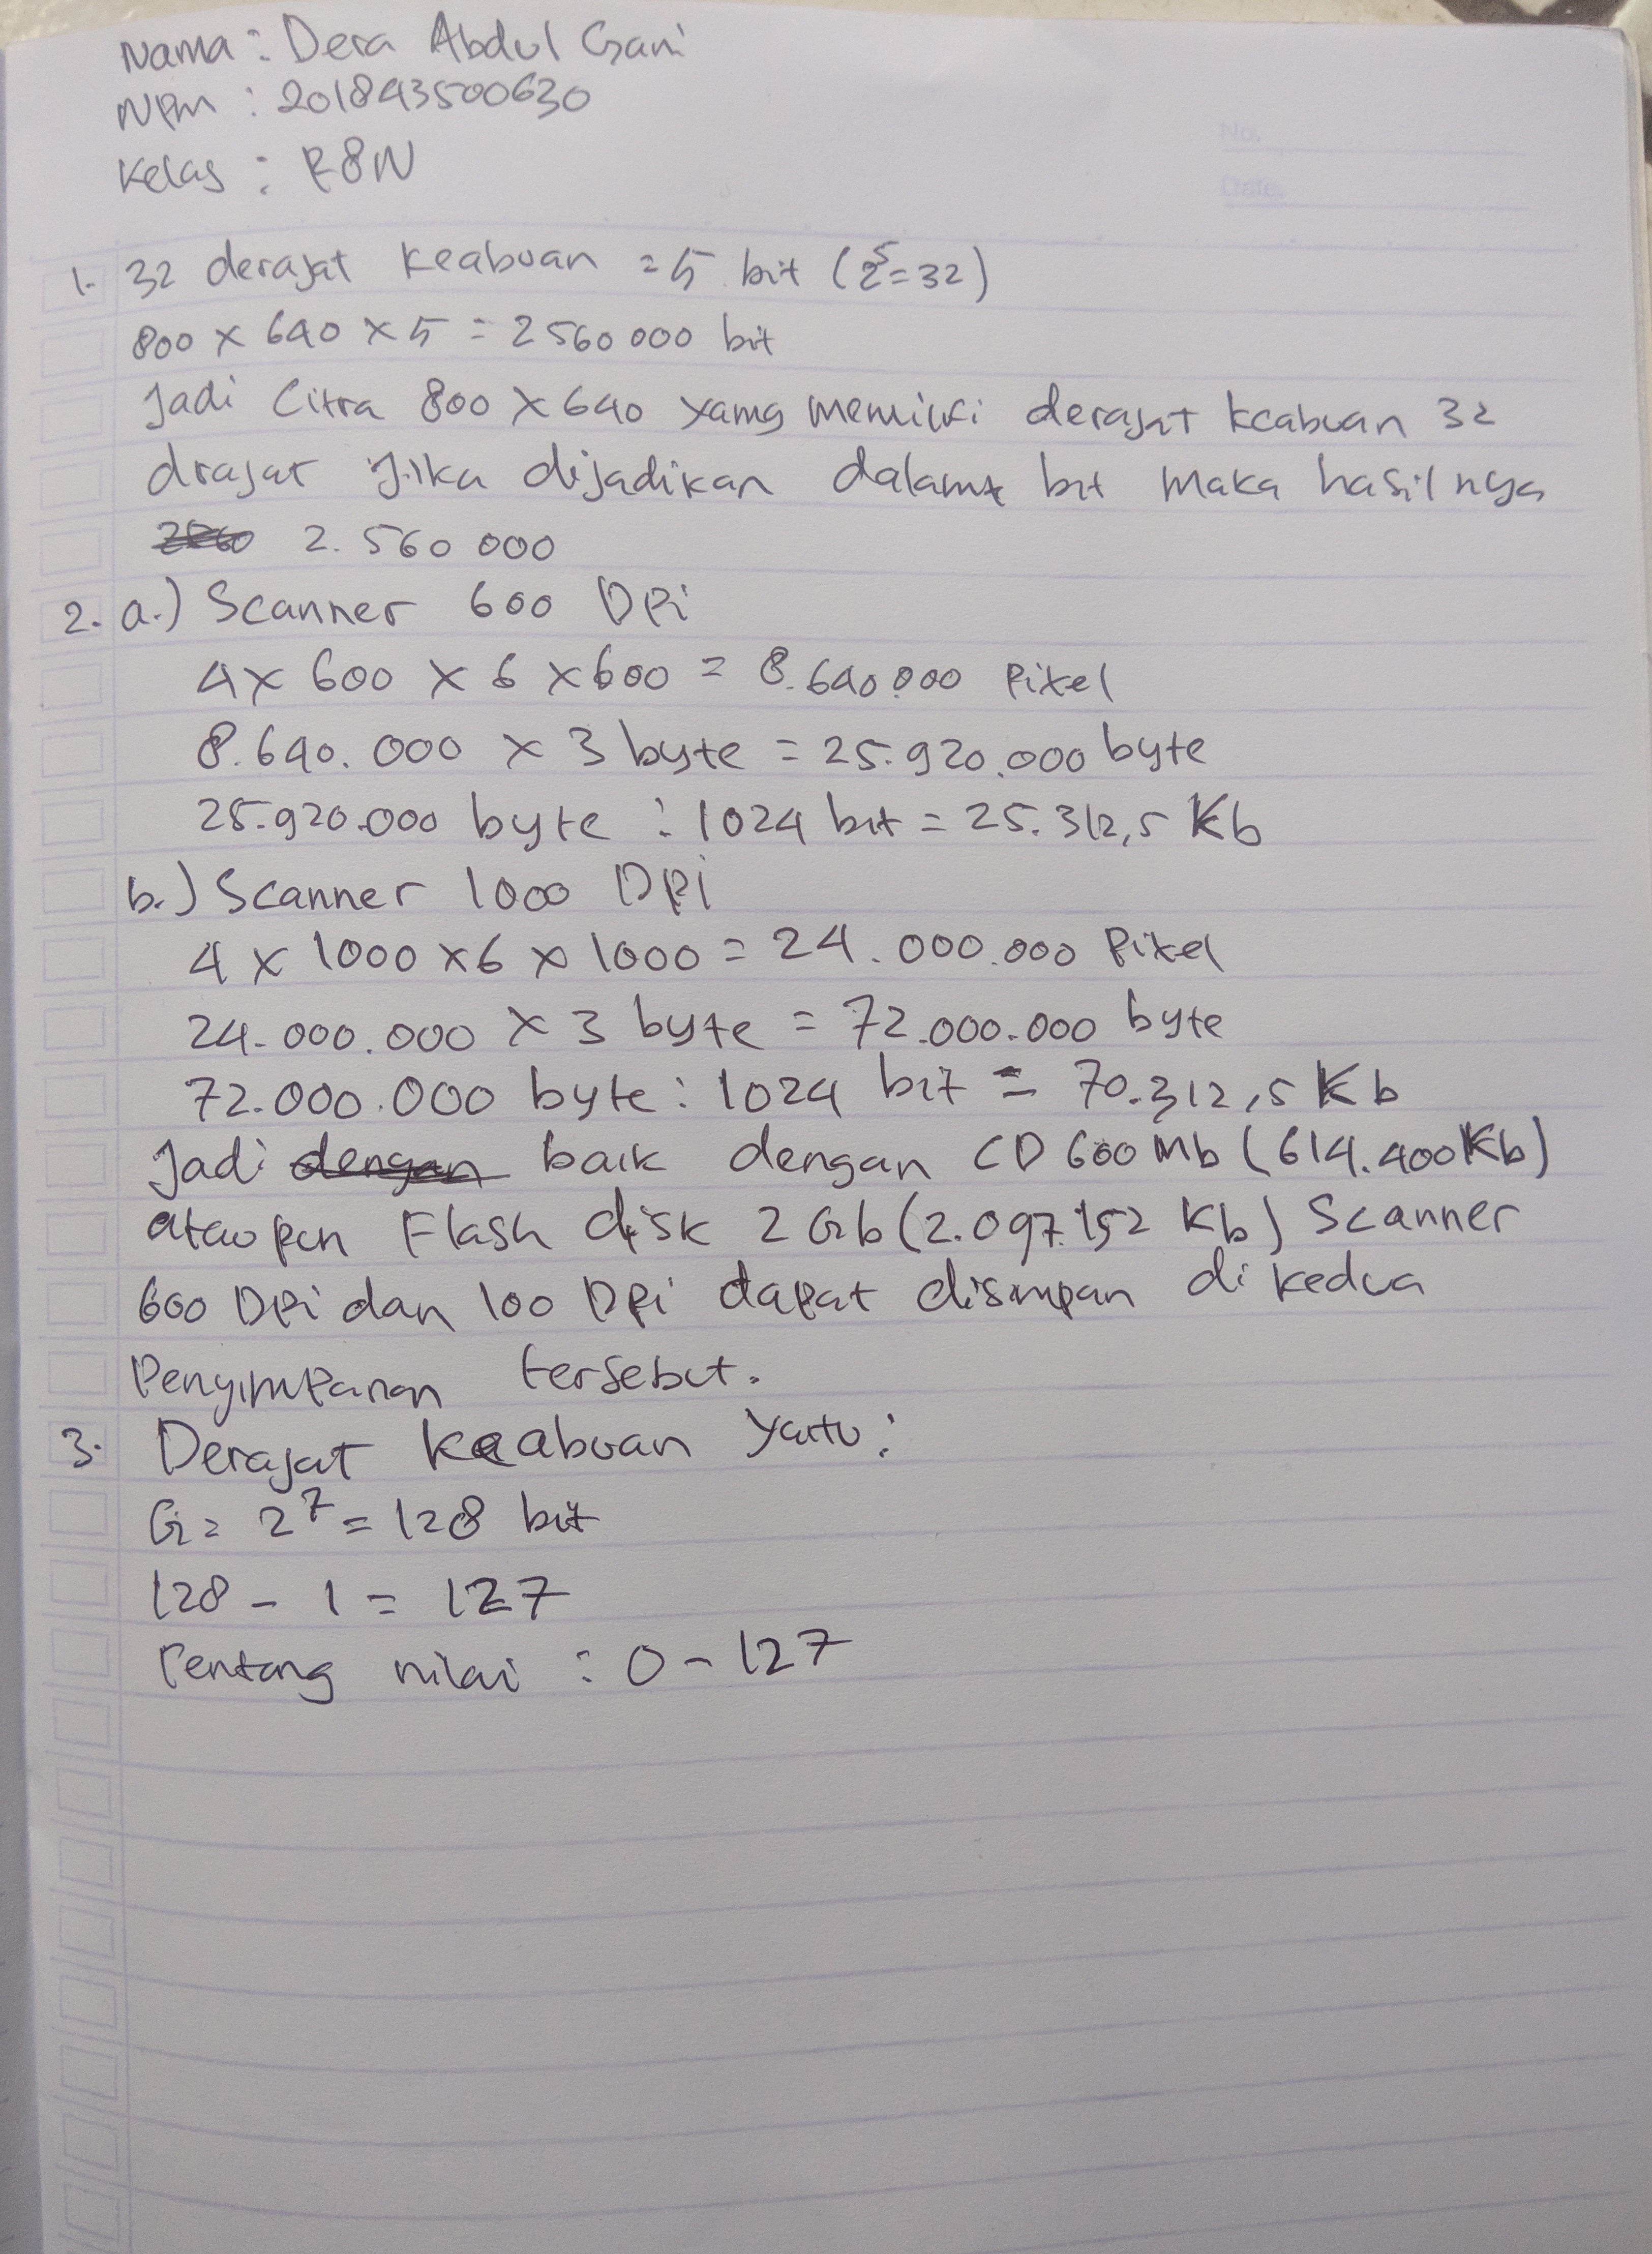 Nama : Dera Abdul Gani
NPM : 201843500630
Kelas : R8N
No.
Date.
1. 32 derajat keabuan = 5 bit (2⁵=32)
800 x 640 x 5 = 2560000 bit
Jadi Citra 800 x 640 yang memiliki derajat keabuan 32
drajat jika dijadikan dalam bit maka hasilnya
2.560 000
2. a.) Scanner 600 DPi
4 x 600 x 6 x 600 = 8.640.000 Pixel
8.640.000 x 3 byte = 25.920.000 byte
25.920.000 byte : 1024 bit = 25.312,5 Kb
b.) Scanner 1000 DPi
4 x 1000 x 6 x 1000 = 24.000.000 Pixel
24.000.000 x 3 byte = 72.000.000 byte
72.000.000 byte : 1024 bit = 70.312,5 Kb
Jadi dengan baik dengan CD 600 Mb (614.400 Kb)
ataupun Flash disk 2 Gb (2.097.152 Kb) Scanner
600 DPi dan 100 DPi dapat disimpan di kedua
Penyimpanan tersebut.
3. Derajat keabuan yaitu :
G = 2⁷ = 128 bit
128 - 1 = 127
rentang nilai : 0 - 127